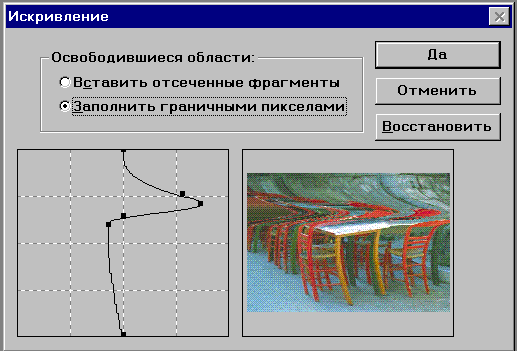 Искривление
Освободившиеся области:
Вставить отсеченные фрагменты
Заполнить граничными пикселами
Да
Отменить
Восстановить